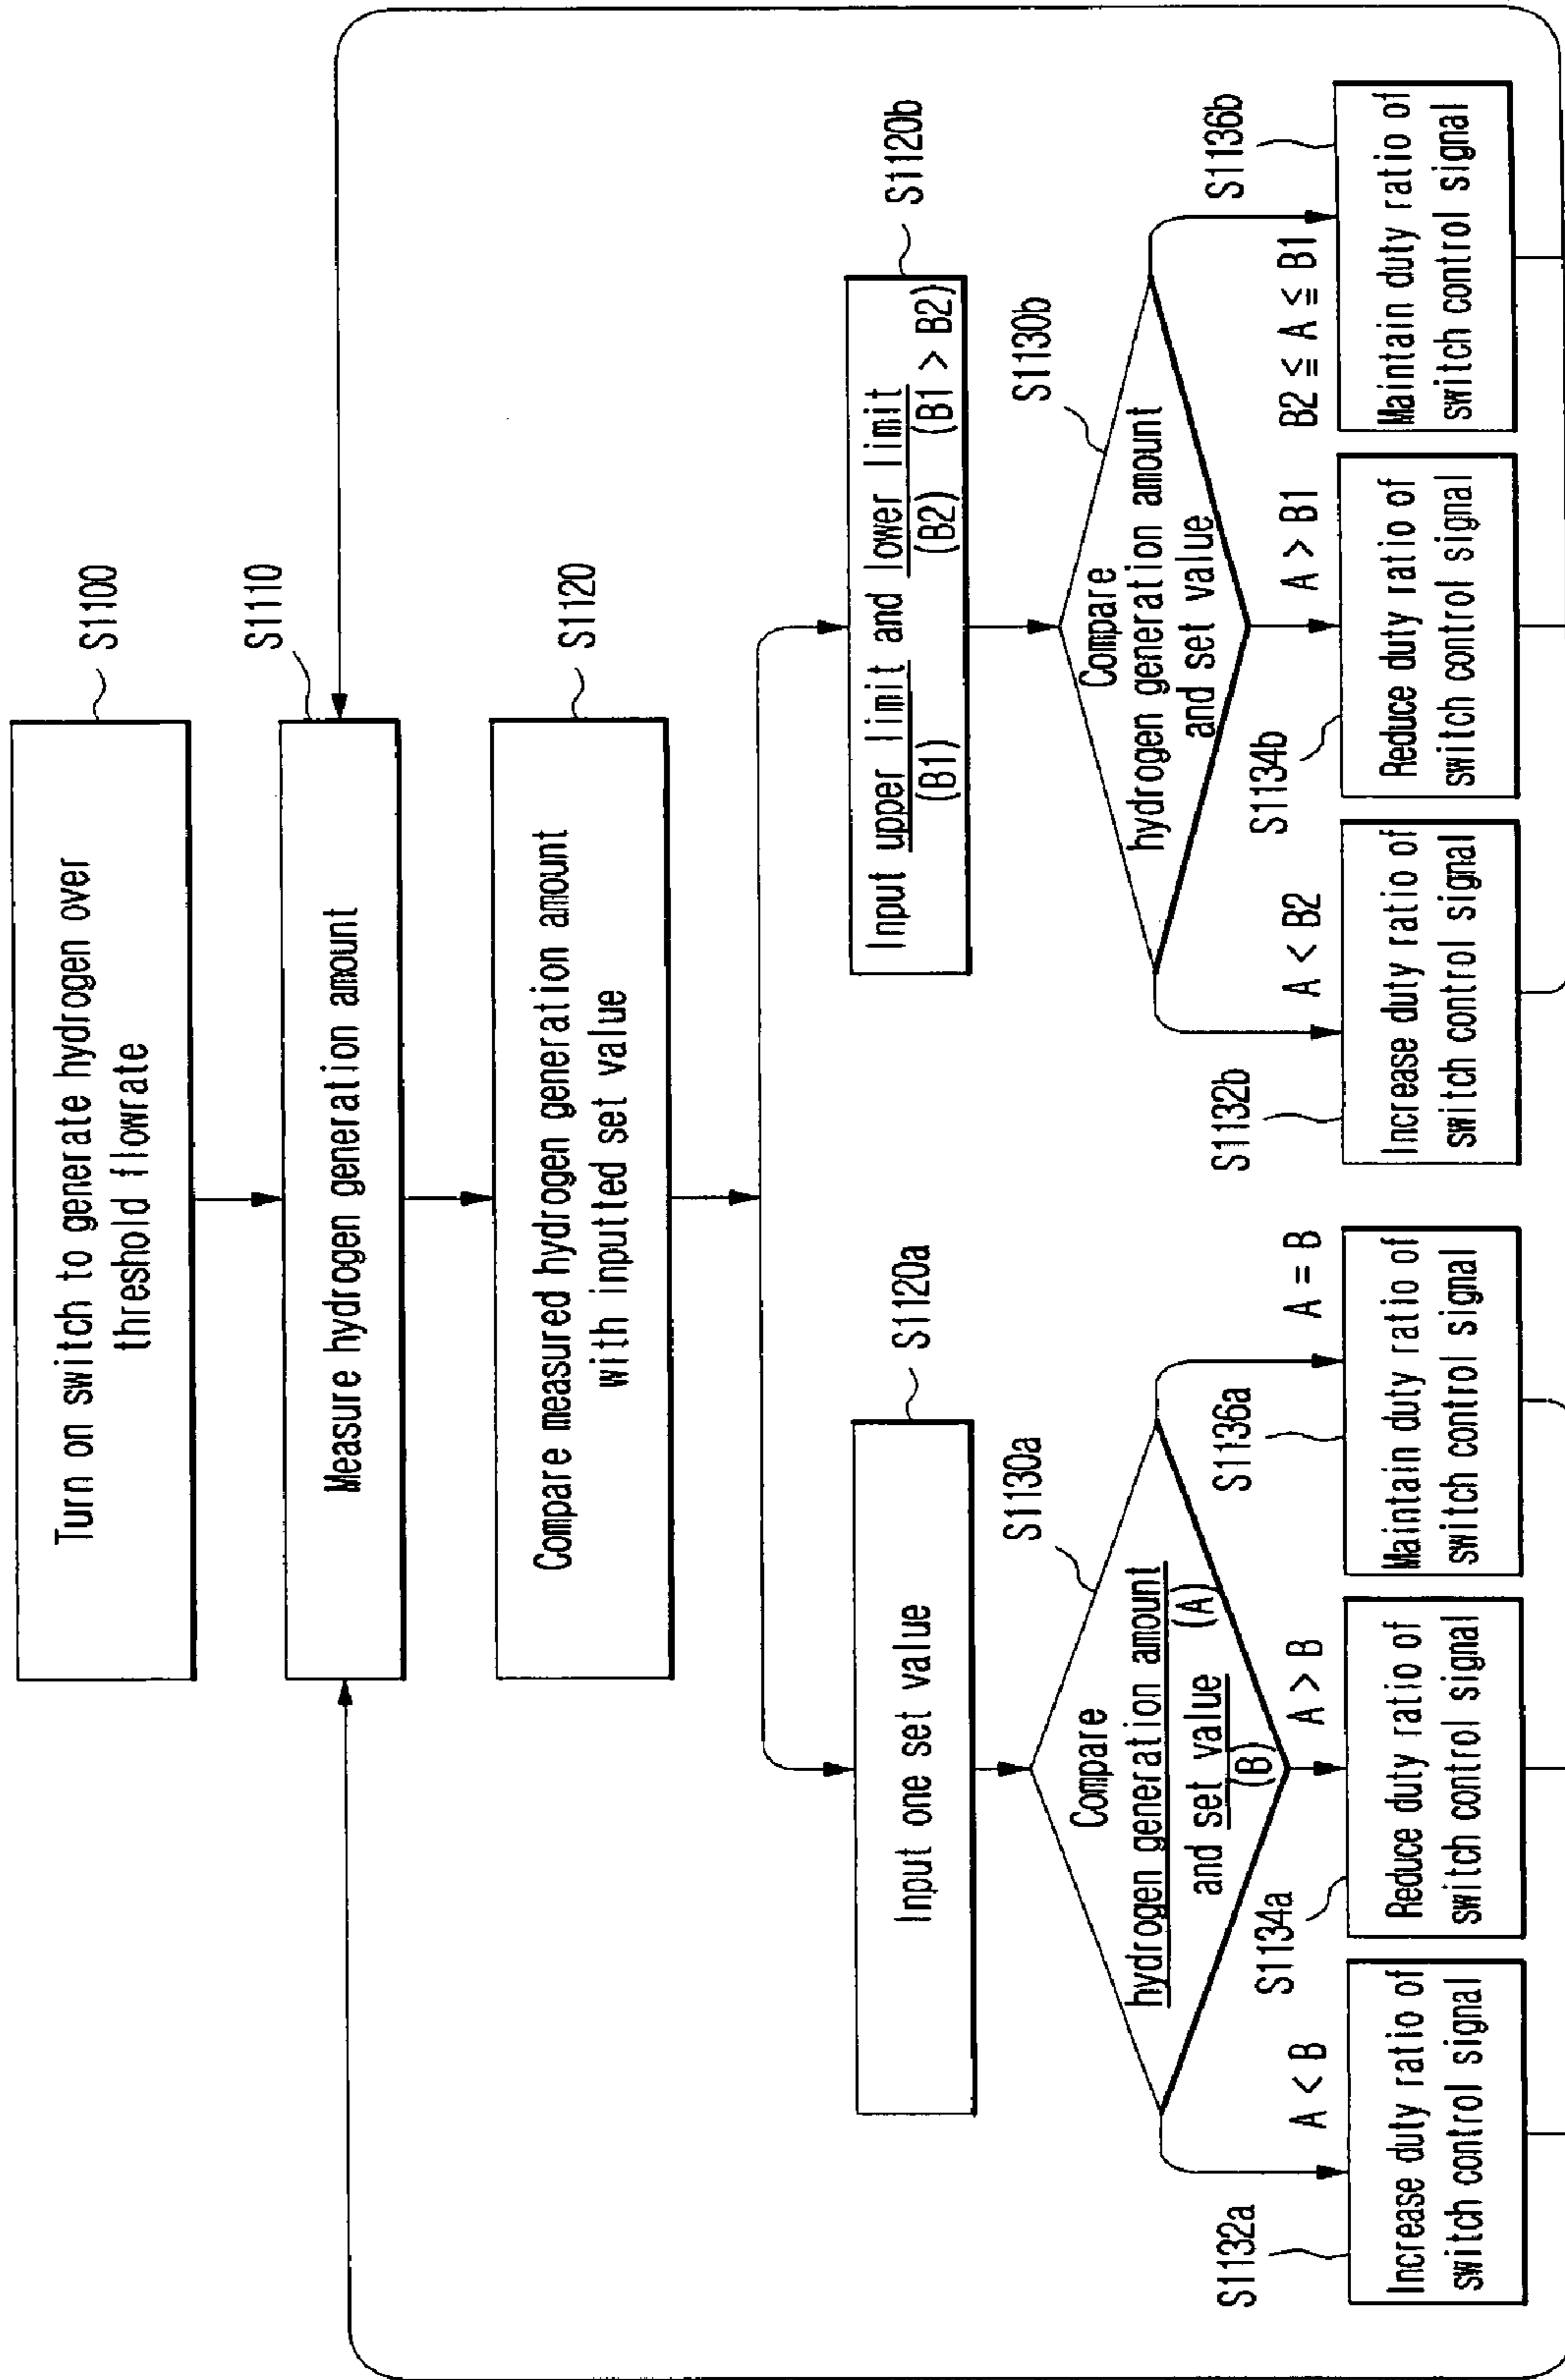 S1100
Turn on switch to generate hydrogen over
threshold flowrate
S1110
Measure hydrogen generation amount
S1120
Compare measured hydrogen generation amount
with inputted set value
S1120a
Input one set value
S1130a
Compare
hydrogen generation amount
(A)
and set value
(B)
S1132a
A < B
Increase duty ratio of
switch control signal
S1134a
A > B
Reduce duty ratio of
switch control signal
S1136a
A = B
Maintain duty ratio of
switch control signal
S1120b
Input upper limit and lower limit
(B1) (B2) (B1 > B2)
S1130b
Compare
hydrogen generation amount
and set value
S1132b
A < B2
Increase duty ratio of
switch control signal
S1134b
A > B1
Reduce duty ratio of
switch control signal
S1136b
B2 ≦ A ≦ B1
Maintain duty ratio of
switch control signal